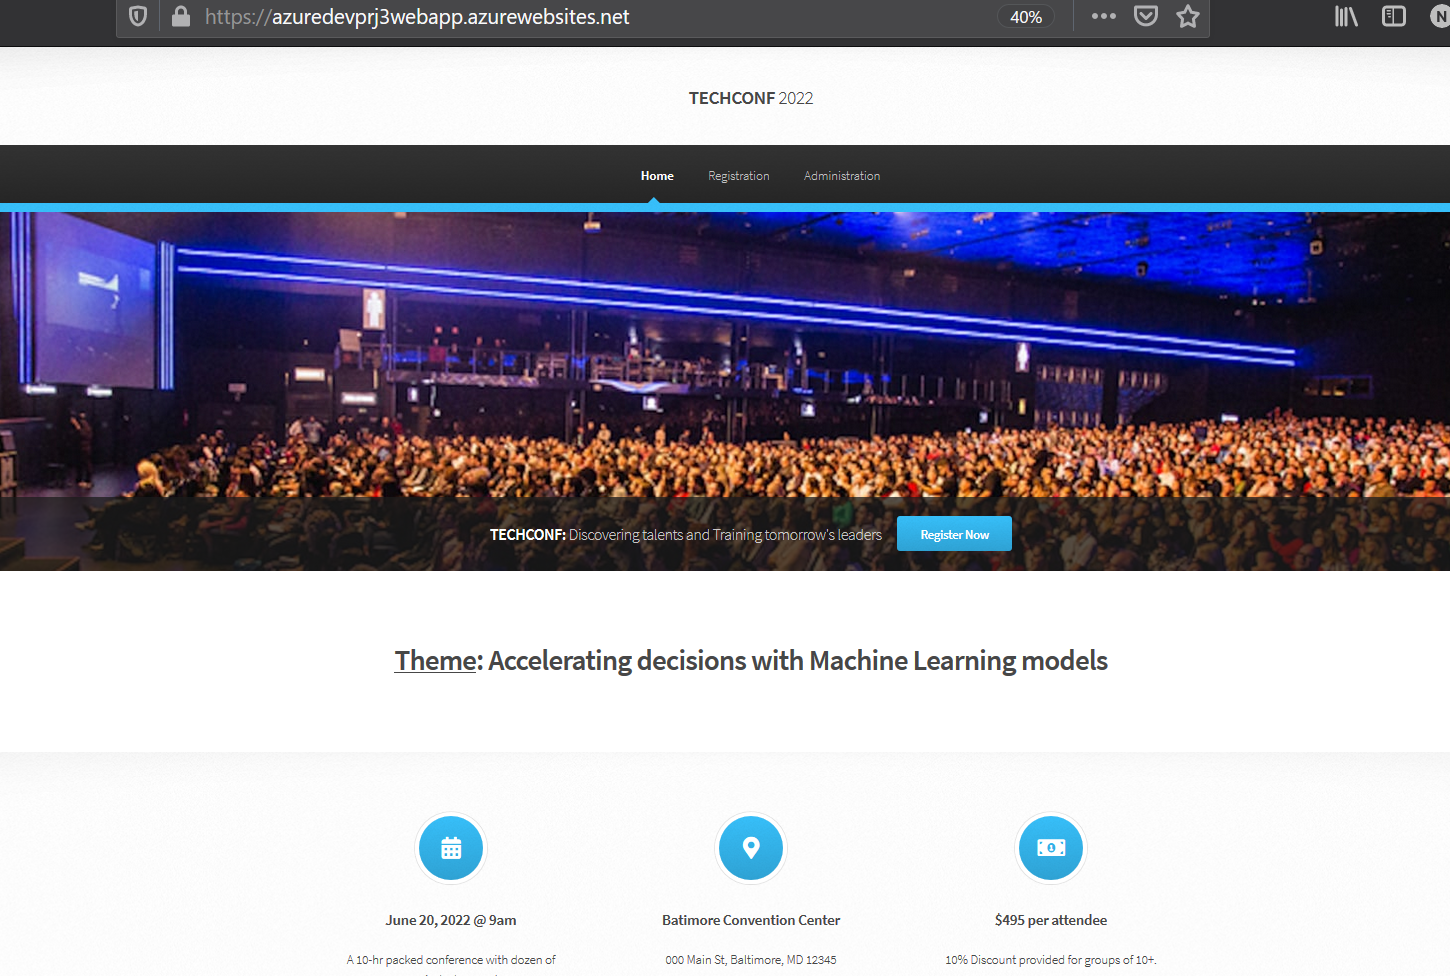 https://azuredevprj3webapp.azurewebsites.net
40%
N
TECHCONF 2022
Home Registration Administration
TECHCONF: Discovering talents and Training tomorrow's leaders Register Now
Theme: Accelerating decisions with Machine Learning models
June 20, 2022 @ 9am
Batimore Convention Center
$495 per attendee
A 10-hr packed conference with dozen of
000 Main St, Baltimore, MD 12345
10% Discount provided for groups of 10+.